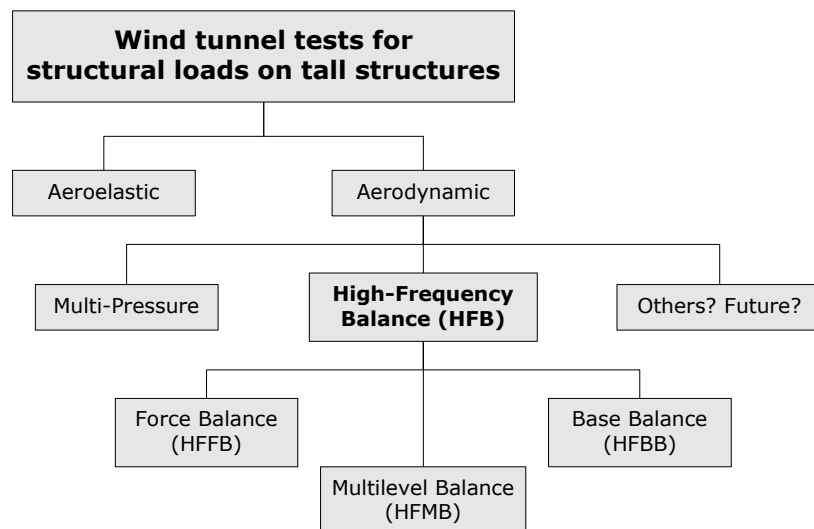 Wind tunnel tests for
structural loads on tall structures
Aeroelastic
Aerodynamic
Multi-Pressure
High-Frequency
Balance (HFB)
Others? Future?
Force Balance
(HFFB)
Multilevel Balance
(HFMB)
Base Balance
(HFBB)